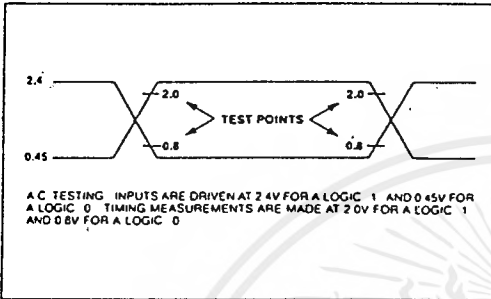 2.4
2.0
2.0
TEST POINTS
0.8
0.8
0.45
A C TESTING INPUTS ARE DRIVEN AT 2 4V FOR A LOGIC 1 AND 0 45V FOR
A LOGIC 0 TIMING MEASUREMENTS ARE MADE AT 2 0V FOR A LOGIC 1
AND 0 8V FOR A LOGIC 0